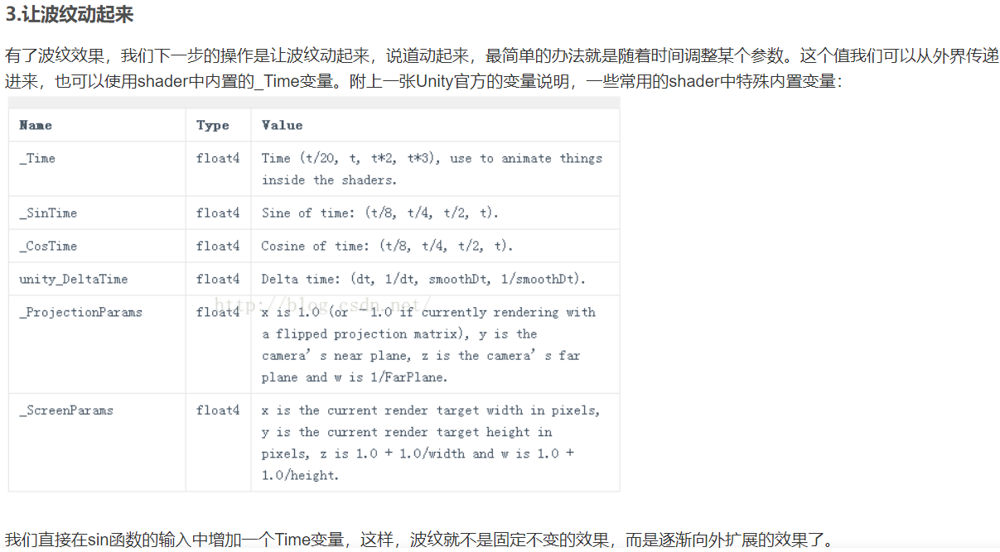 3.让波纹动起来
有了波纹效果，我们下一步的操作是让波纹动起来，说道动起来，最简单的办法就是随着时间调整某个参数。这个值我们可以从外界传递
进来，也可以使用shader中内置的_Time变量。附上一张Unity官方的变量说明，一些常用的shader中特殊内置变量：
Name Type Value
_Time float4 Time (t/20, t, t*2, t*3), use to animate things
inside the shaders.
_SinTime float4 Sine of time: (t/8, t/4, t/2, t).
_CosTime float4 Cosine of time: (t/8, t/4, t/2, t).
unity_DeltaTime float4 Delta time: (dt, 1/dt, smoothDt, 1/smoothDt).
http://blog.csdn.net/
_ProjectionParams float4 x is 1.0 (or –1.0 if currently rendering with
a flipped projection matrix), y is the
camera’s near plane, z is the camera’s far
plane and w is 1/FarPlane.
_ScreenParams float4 x is the current render target width in pixels,
y is the current render target height in
pixels, z is 1.0 + 1.0/width and w is 1.0 +
1.0/height.
我们直接在sin函数的输入中增加一个Time变量，这样，波纹就不是固定不变的效果，而是逐渐向外扩展的效果了。